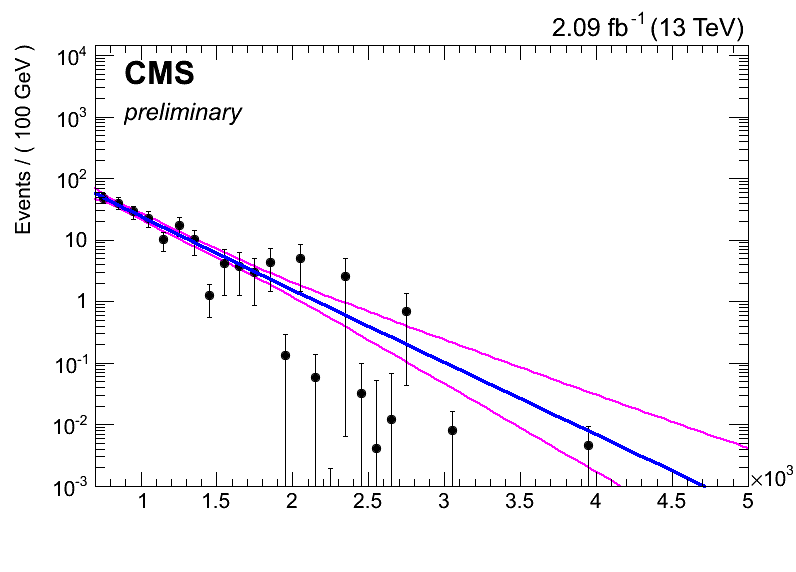 2.09 fb⁻¹ (13 TeV)
CMS
preliminary
Events / ( 100 GeV )
10⁴
10³
10²
10
1
10⁻¹
10⁻²
10⁻³
1 1.5 2 2.5 3 3.5 4 4.5 5
×10³